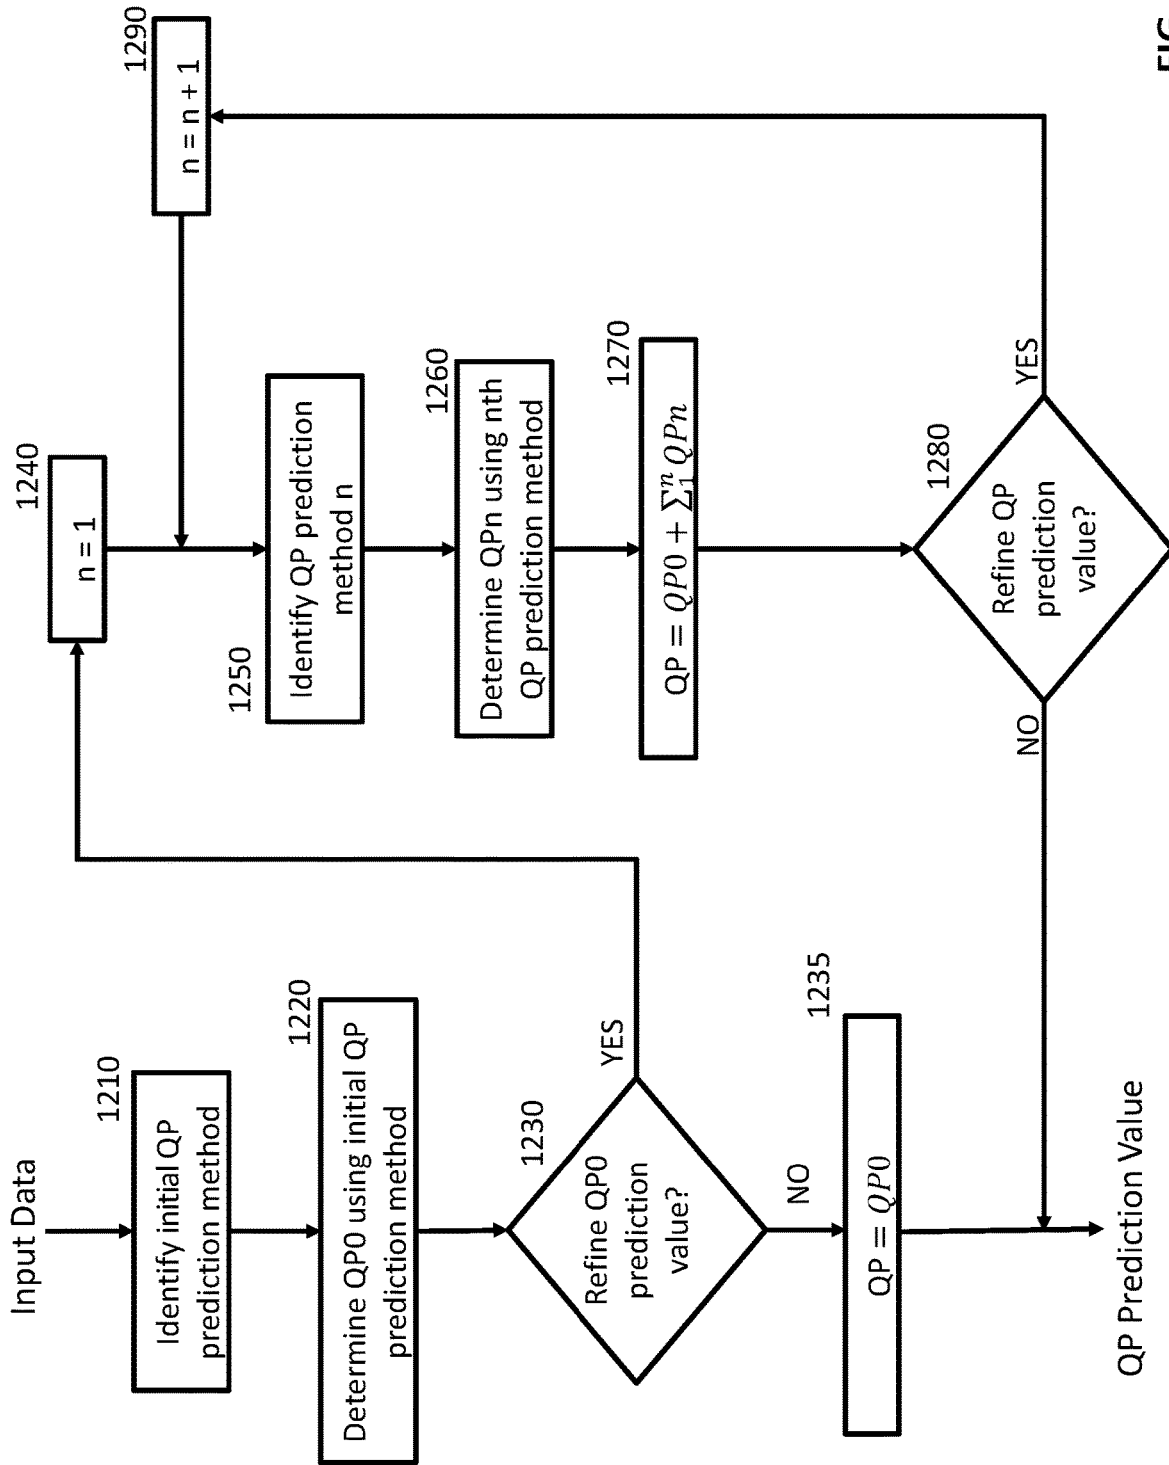 Input Data
1210
Identify initial QP
prediction method
1220
Determine QP0 using initial QP
prediction method
1230
Refine QP0
prediction
value?
YES
NO
1235
QP = QP0
QP Prediction Value
1240
n = 1
1290
n = n + 1
1250
Identify QP prediction
method n
1260
Determine QPn using nth
QP prediction method
1270
QP = QP0 + ∑₁ⁿ QPn
1280
Refine QP
prediction
value?
YES
NO
FIG